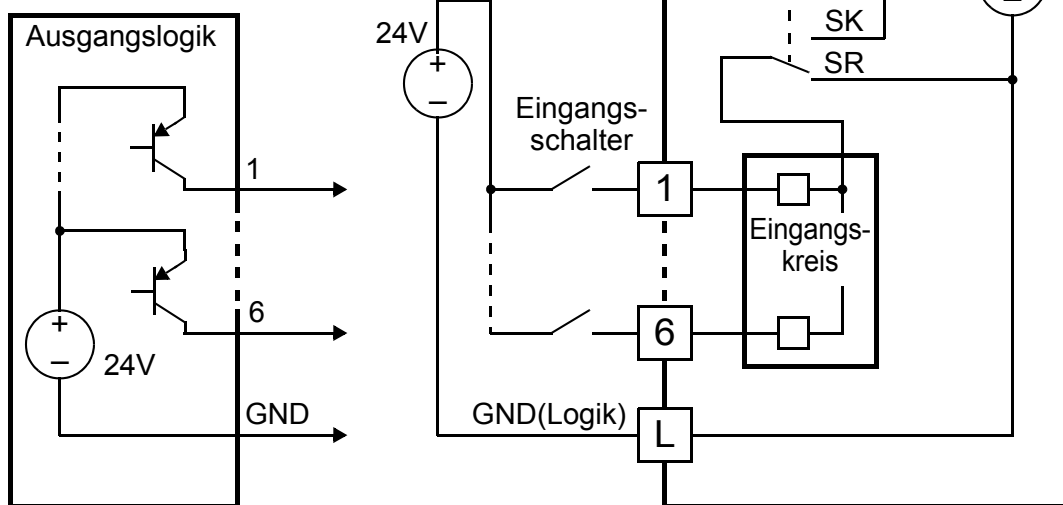 Ausgangslogik
1
6
+
–
24V
GND
24V
+
–
Eingangs-
schalter
1
6
GND(Logik)
L
SK
SR
Eingangs-
kreis
–